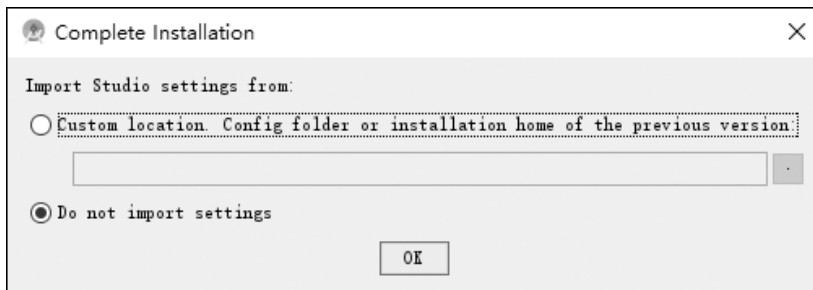 Complete Installation
Import Studio settings from:
Custom location. Config folder or installation home of the previous version:
.
Do not import settings
OK